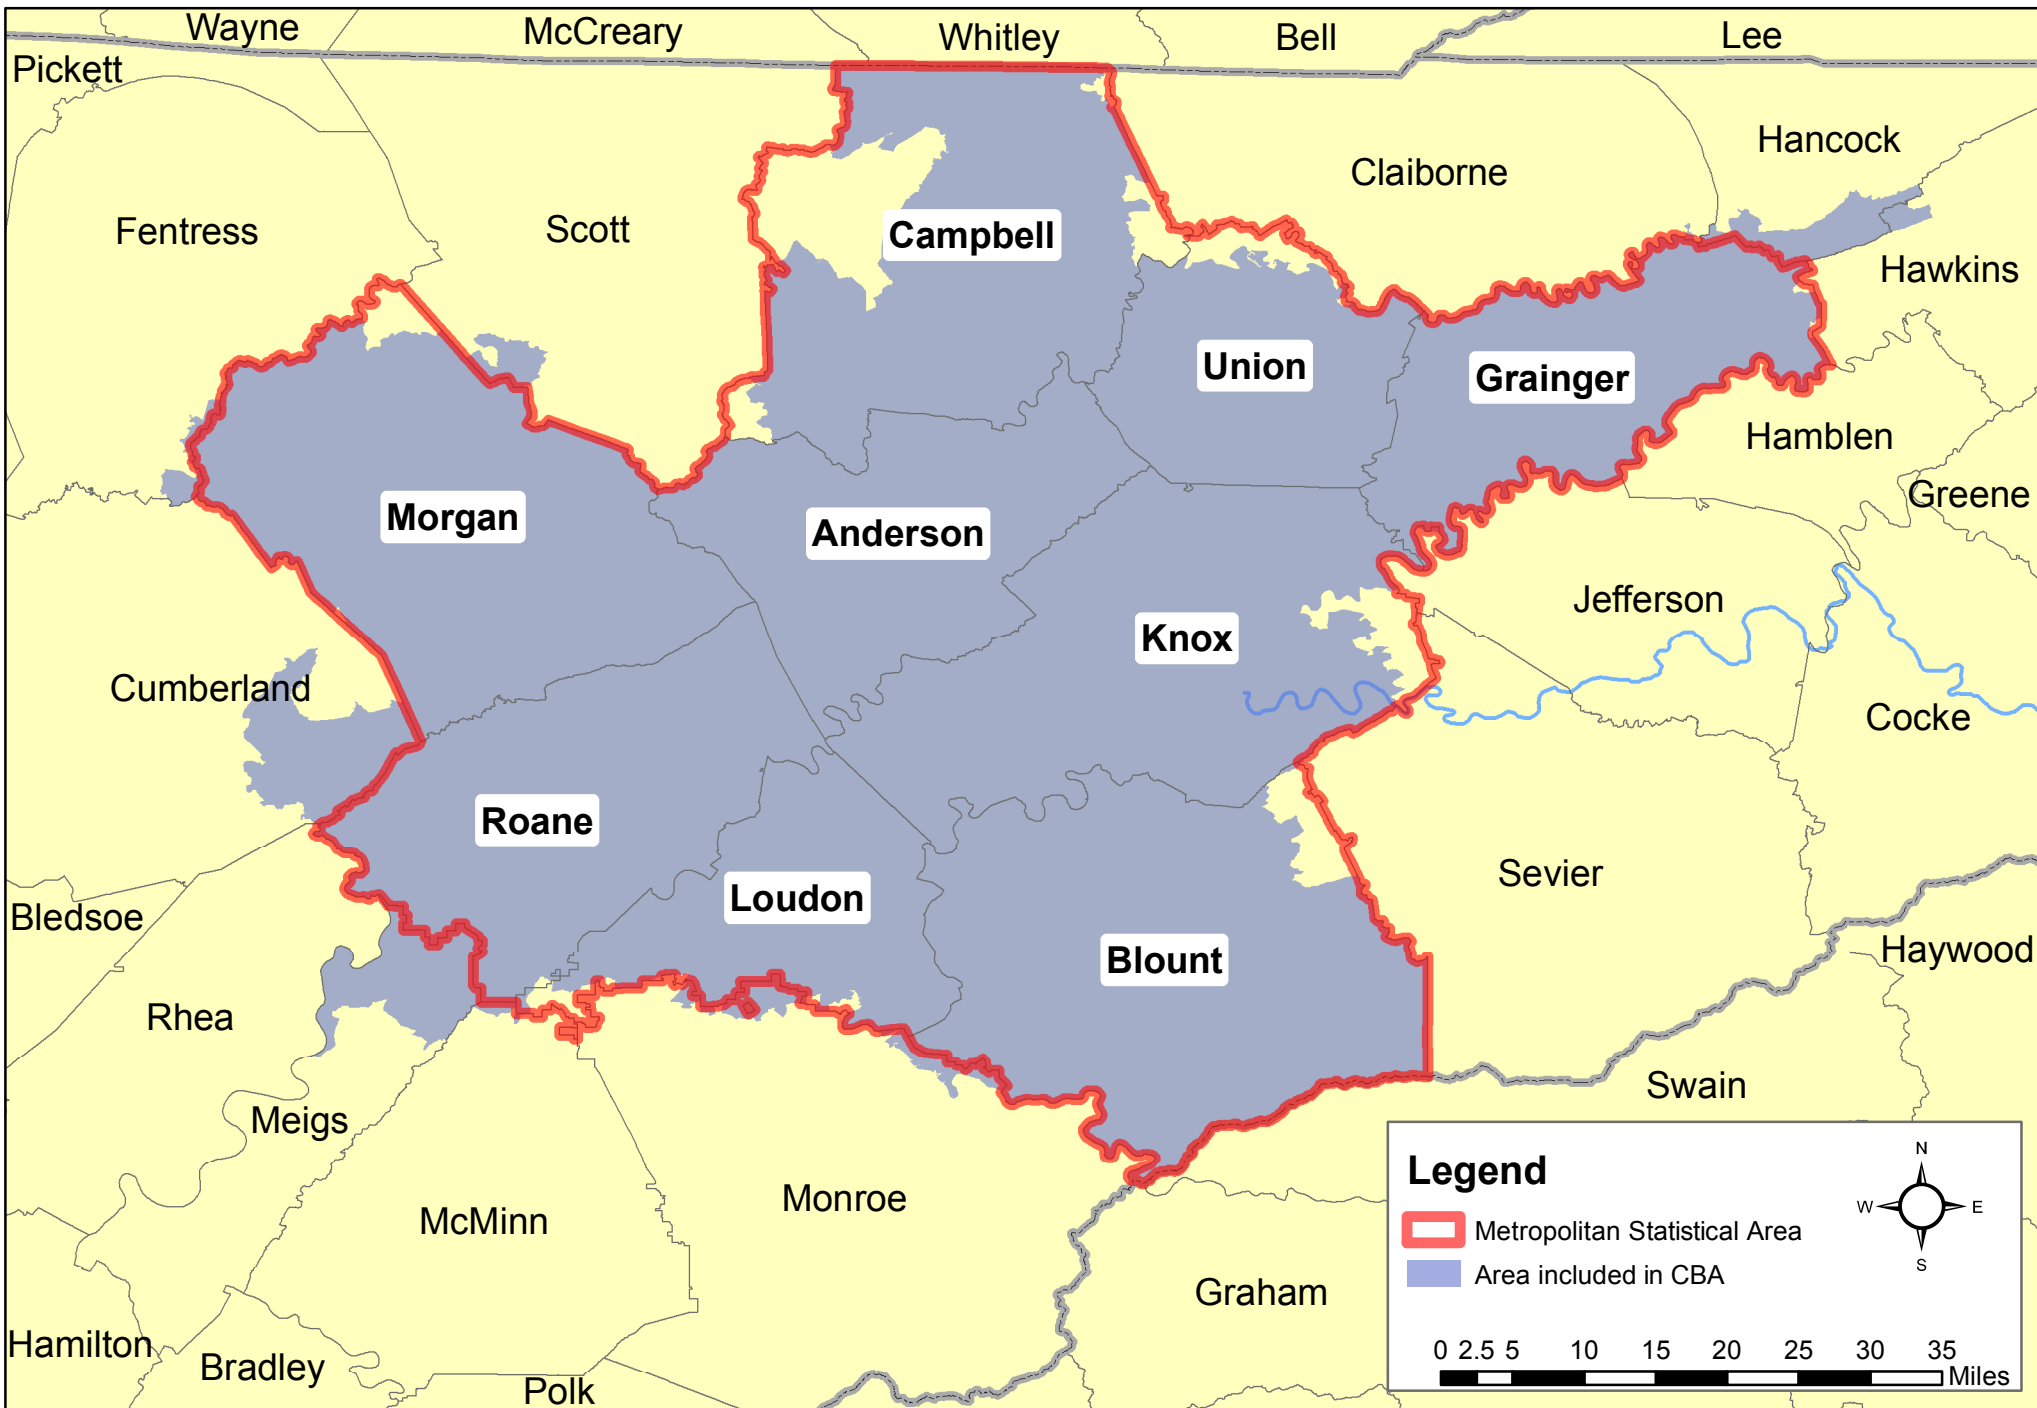 Wayne
McCreary
Whitley
Bell
Lee
Pickett
Hancock
Claiborne
Fentress
Scott
Campbell
Hawkins
Union
Grainger
Hamblen
Greene
Morgan
Anderson
Jefferson
Knox
Cumberland
Cocke
Roane
Sevier
Loudon
Bledsoe
Blount
Haywood
Rhea
Swain
Meigs
Monroe
McMinn
Graham
Hamilton
Bradley
Polk
Legend
Metropolitan Statistical Area
Area included in CBA
N
W E
S
0 2.5 5 10 15 20 25 30 35
Miles